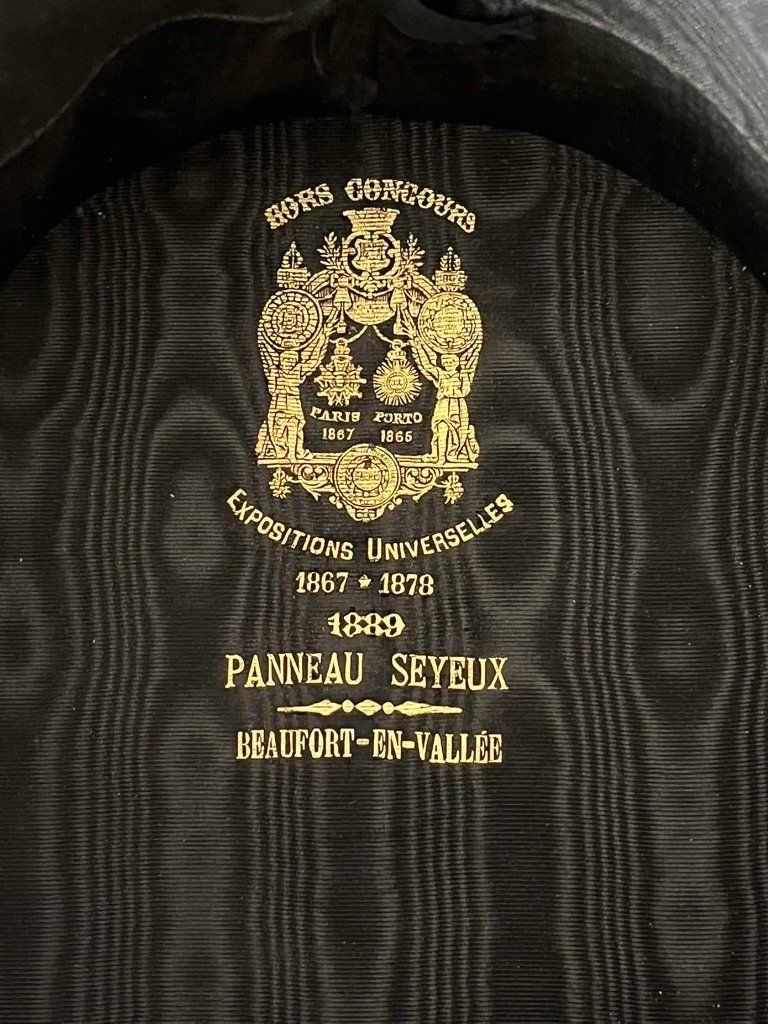 HORS CONCOURS
PARIS PORTO
1867 1865
EXPOSITIONS UNIVERSELLES
1867 * 1878
1889
PANNEAU SEYEUX
BEAUFORT-EN-VALLÉE